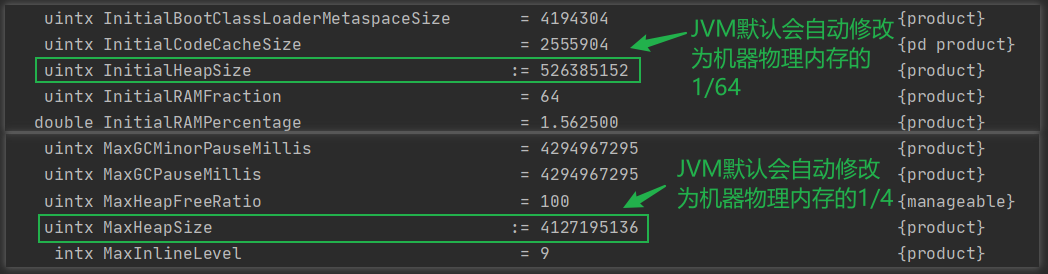 uintx InitialBootClassLoaderMetaspaceSize = 4194304 {product}
uintx InitialCodeCacheSize = 2555904 {pd product}
uintx InitialHeapSize := 526385152 {product}
uintx InitialRAMFraction = 64 {product}
double InitialRAMPercentage = 1.562500 {product}
JVM默认会自动修改
为机器物理内存的
1/64
uintx MaxGCMinorPauseMillis = 4294967295 {product}
uintx MaxGCPauseMillis = 4294967295 {product}
uintx MaxHeapFreeRatio = 100 {manageable}
uintx MaxHeapSize := 4127195136 {product}
intx MaxInlineLevel = 9 {product}
JVM默认会自动修改
为机器物理内存的1/4